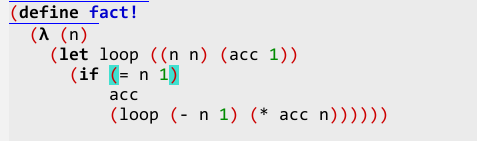 (define fact!
  (λ (n)
    (let loop ((n n) (acc 1))
      (if (= n 1)
          acc
          (loop (- n 1) (* acc n))))))